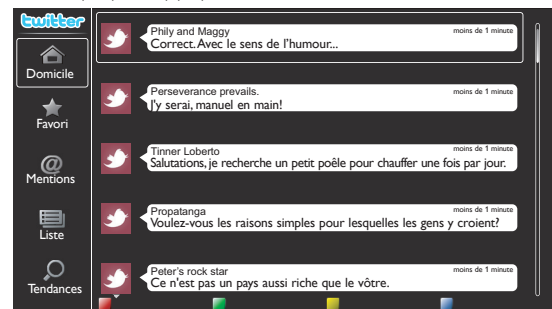 twitter
Domicile
Favori
@
Mentions
Liste
Tendances
Phily and Maggy
moins de 1 minute
Correct. Avec le sens de l'humour...
Perseverance prevails.
moins de 1 minute
J'y serai, manuel en main!
Tinner Loberto
moins de 1 minute
Salutations, je recherche un petit poêle pour chauffer une fois par jour.
Propatanga
moins de 1 minute
Voulez-vous les raisons simples pour lesquelles les gens y croient?
Peter's rock star
moins de 1 minute
Ce n'est pas un pays aussi riche que le vôtre.